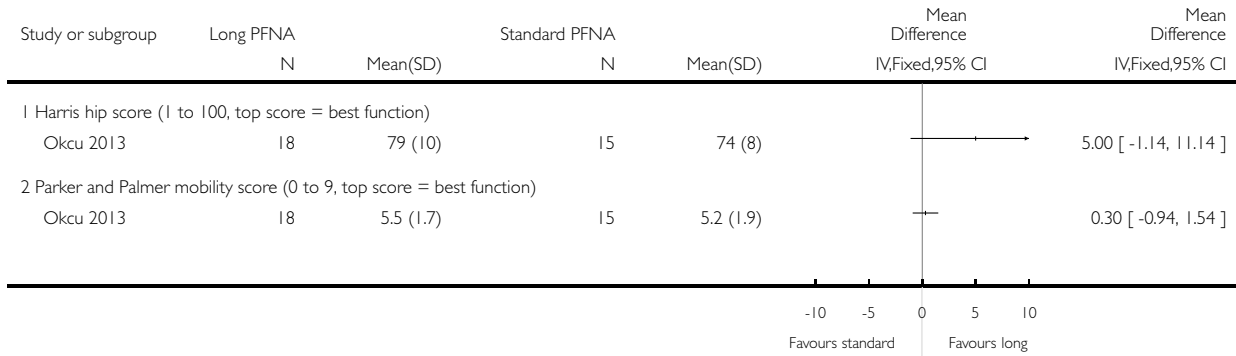 Study or subgroup Long PFNA Standard PFNA Mean Difference Mean Difference
N Mean(SD) N Mean(SD) IV,Fixed,95% CI IV,Fixed,95% CI
1 Harris hip score (1 to 100, top score = best function)
Okcu 2013 18 79 (10) 15 74 (8) 5.00 [ -1.14, 11.14 ]
2 Parker and Palmer mobility score (0 to 9, top score = best function)
Okcu 2013 18 5.5 (1.7) 15 5.2 (1.9) 0.30 [ -0.94, 1.54 ]
-10 -5 0 5 10
Favours standard Favours long